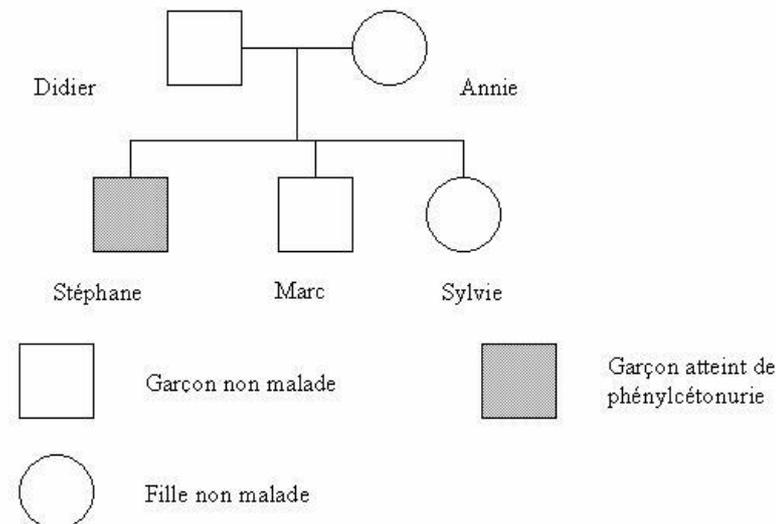 Didier
Annie
Stéphane
Marc
Sylvie
Garçon non malade
Garçon atteint de
phénylcétonurie
Fille non malade